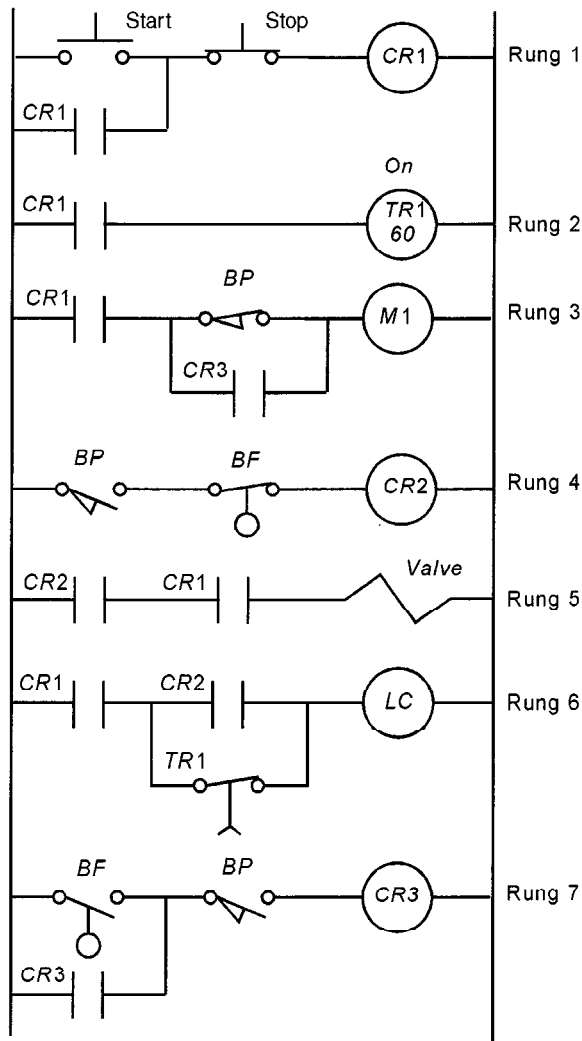 Start Stop
CR1 Rung 1
CR1
On
CR1 TR1 Rung 2
60
BP
CR1 M1 Rung 3
CR3
BP BF
CR2 Rung 4
Valve
CR2 CR1 Rung 5
CR1 CR2 LC Rung 6
TR1
BF BP
CR3 Rung 7
CR3